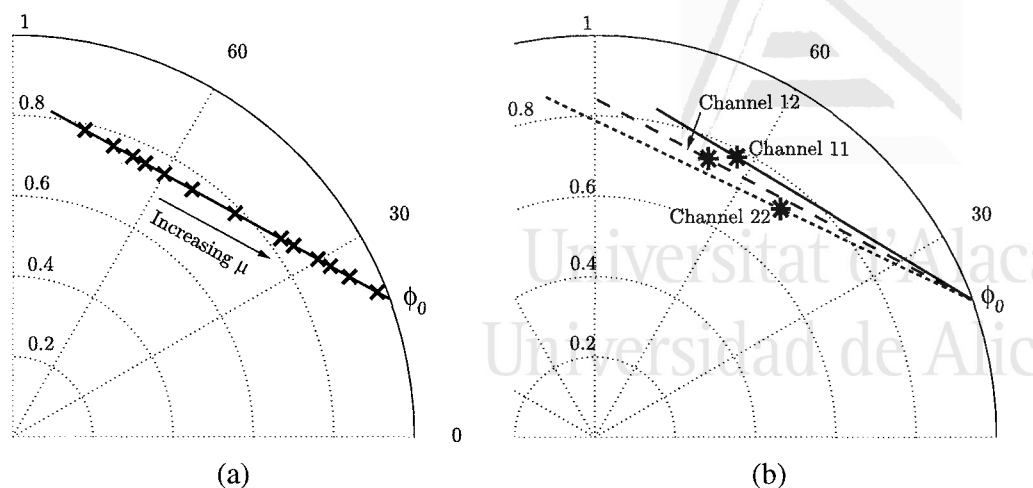 1
60
0.8
30
Increasing μ
0.6
0.4
ϕ0
0.2
0
(a)
1
60
Channel 12
0.8
Channel 11
0.6
30
Channel 22
0.4
ϕ0
0.2
0
(b)
Universitat d'Alaca
Universidad de Alic